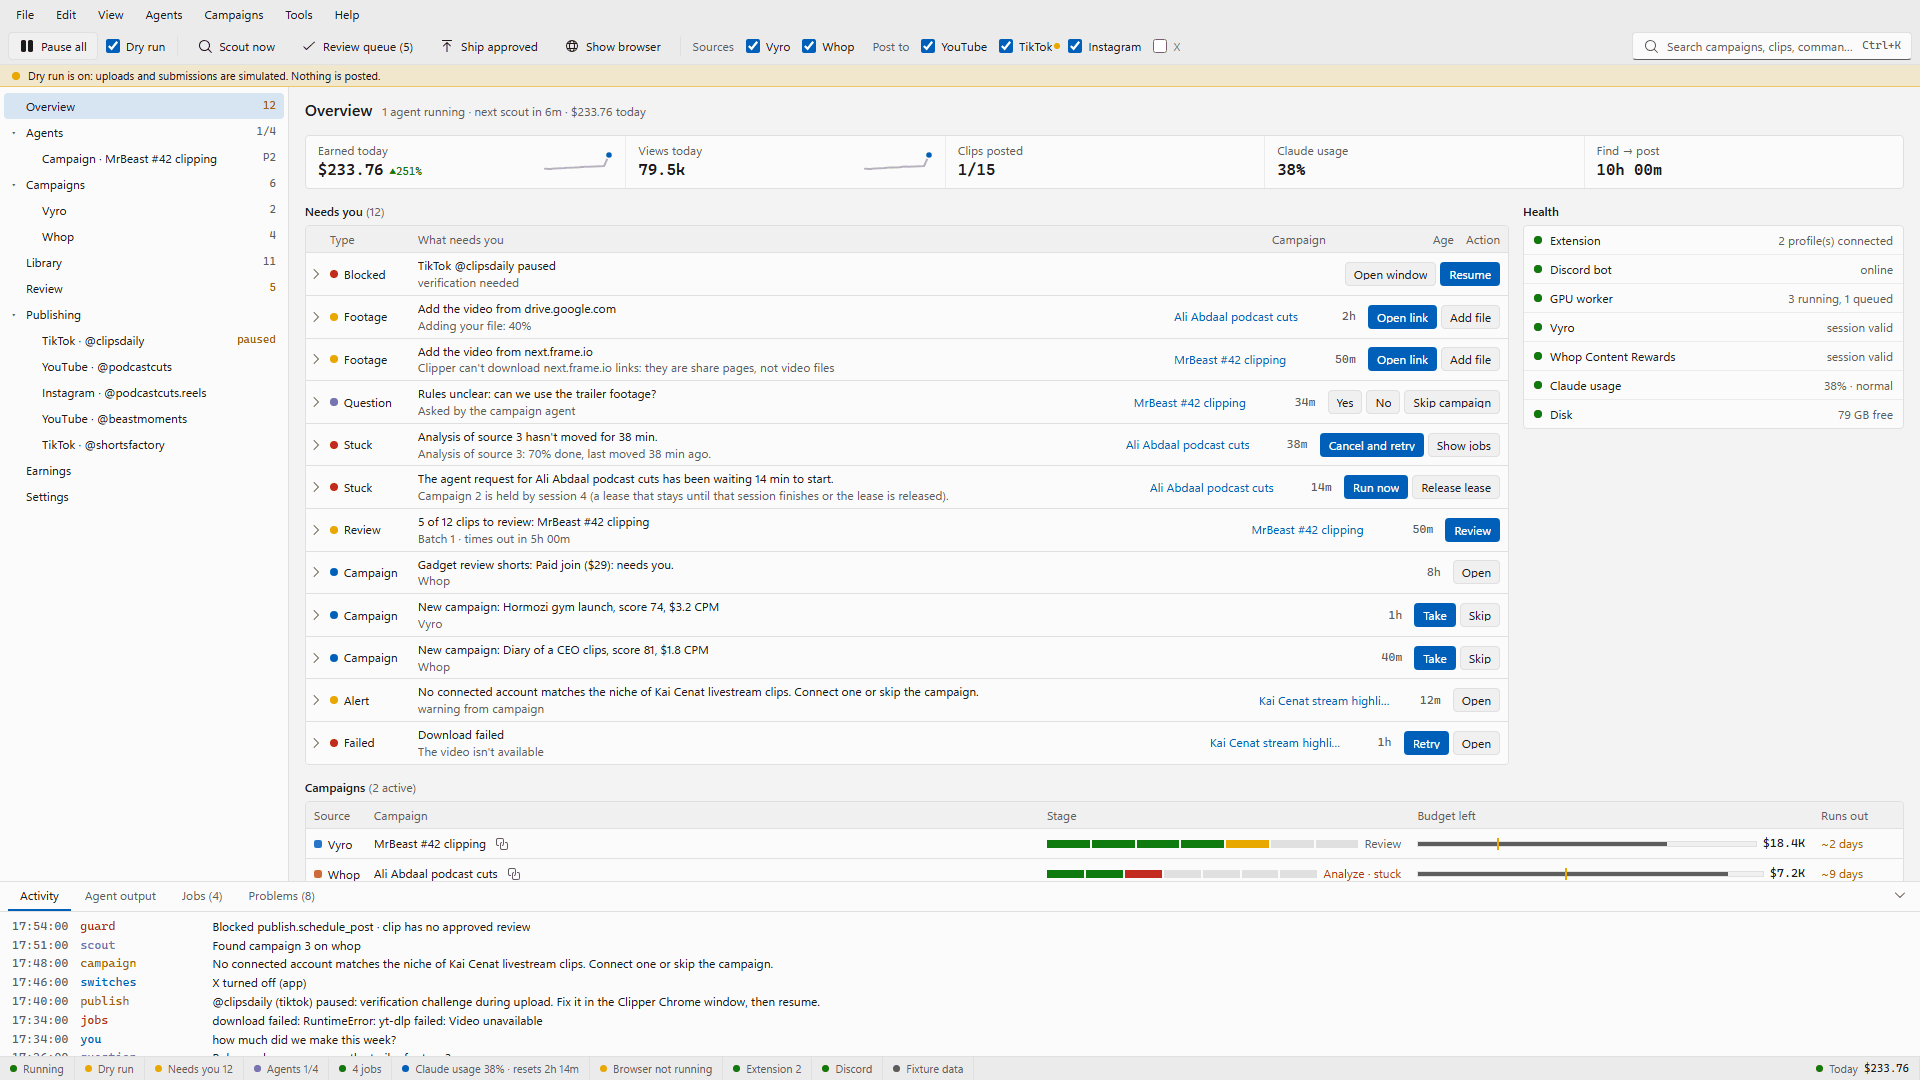 File Edit View Agents Campaigns Tools Help
Pause all Dry run Scout now Review queue (5) Ship approved Show browser Sources Vyro Whop Post to YouTube TikTok Instagram X Search campaigns, clips, comman... Ctrl+K
Dry run is on: uploads and submissions are simulated. Nothing is posted.
Overview 12
Agents 1/4
Campaign · MrBeast #42 clipping P2
Campaigns 6
Vyro 2
Whop 4
Library 11
Review 5
Publishing
TikTok · @clipsdaily paused
YouTube · @podcastcuts
Instagram · @podcastcuts.reels
YouTube · @beastmoments
TikTok · @shortsfactory
Earnings
Settings
Overview 1 agent running · next scout in 6m · $233.76 today
Earned today
$233.76 ▲251%
Views today
79.5k
Clips posted
1/15
Claude usage
38%
Find → post
10h 00m
Needs you (12)
Type What needs you Campaign Age Action
Blocked TikTok @clipsdaily paused Open window Resume
verification needed
Footage Add the video from drive.google.com Ali Abdaal podcast cuts 2h Open link Add file
Adding your file: 40%
Footage Add the video from next.frame.io MrBeast #42 clipping 50m Open link Add file
Clipper can't download next.frame.io links: they are share pages, not video files
Question Rules unclear: can we use the trailer footage? MrBeast #42 clipping 34m Yes No Skip campaign
Asked by the campaign agent
Stuck Analysis of source 3 hasn't moved for 38 min. Ali Abdaal podcast cuts 38m Cancel and retry Show jobs
Analysis of source 3: 70% done, last moved 38 min ago.
Stuck The agent request for Ali Abdaal podcast cuts has been waiting 14 min to start. Ali Abdaal podcast cuts 14m Run now Release lease
Campaign 2 is held by session 4 (a lease that stays until that session finishes or the lease is released).
Review 5 of 12 clips to review: MrBeast #42 clipping MrBeast #42 clipping 50m Review
Batch 1 · times out in 5h 00m
Campaign Gadget review shorts: Paid join ($29): needs you. 8h Open
Whop
Campaign New campaign: Hormozi gym launch, score 74, $3.2 CPM 1h Take Skip
Vyro
Campaign New campaign: Diary of a CEO clips, score 81, $1.8 CPM 40m Take Skip
Whop
Alert No connected account matches the niche of Kai Cenat livestream clips. Connect one or skip the campaign. Kai Cenat stream highli... 12m Open
warning from campaign
Failed Download failed Kai Cenat stream highli... 1h Retry Open
The video isn't available
Health
Extension 2 profile(s) connected
Discord bot online
GPU worker 3 running, 1 queued
Vyro session valid
Whop Content Rewards session valid
Claude usage 38% · normal
Disk 79 GB free
Campaigns (2 active)
Source Campaign Stage Budget left Runs out
Vyro MrBeast #42 clipping Review $18.4K ~2 days
Whop Ali Abdaal podcast cuts Analyze · stuck $7.2K ~9 days
Activity Agent output Jobs (4) Problems (8)
17:54:00 guard Blocked publish.schedule_post · clip has no approved review
17:51:00 scout Found campaign 3 on whop
17:48:00 campaign No connected account matches the niche of Kai Cenat livestream clips. Connect one or skip the campaign.
17:46:00 switches X turned off (app)
17:40:00 publish @clipsdaily (tiktok) paused: verification challenge during upload. Fix it in the Clipper Chrome window, then resume.
17:34:00 jobs download failed: RuntimeError: yt-dlp failed: Video unavailable
17:34:00 you how much did we make this week?
Running Dry run Needs you 12 Agents 1/4 4 jobs Claude usage 38% · resets 2h 14m Browser not running Extension 2 Discord Fixture data Today $233.76